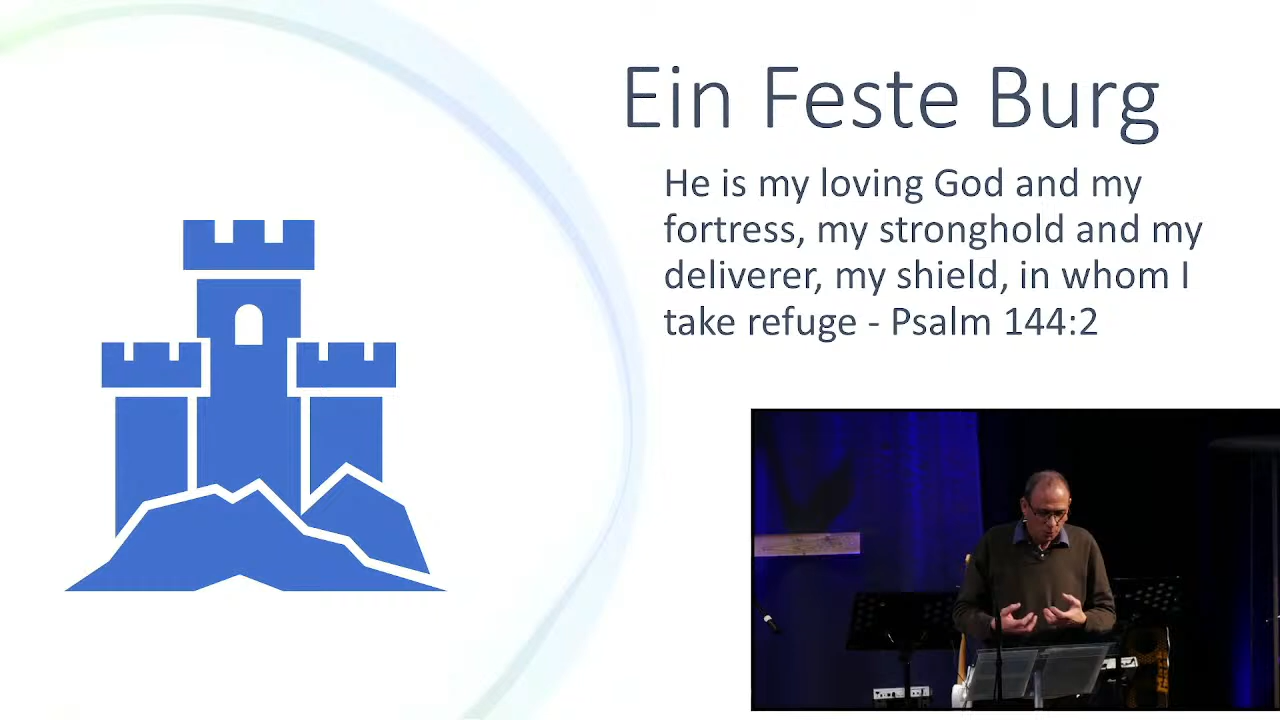 Ein Feste Burg
He is my loving God and my
fortress, my stronghold and my
deliverer, my shield, in whom I
take refuge - Psalm 144:2